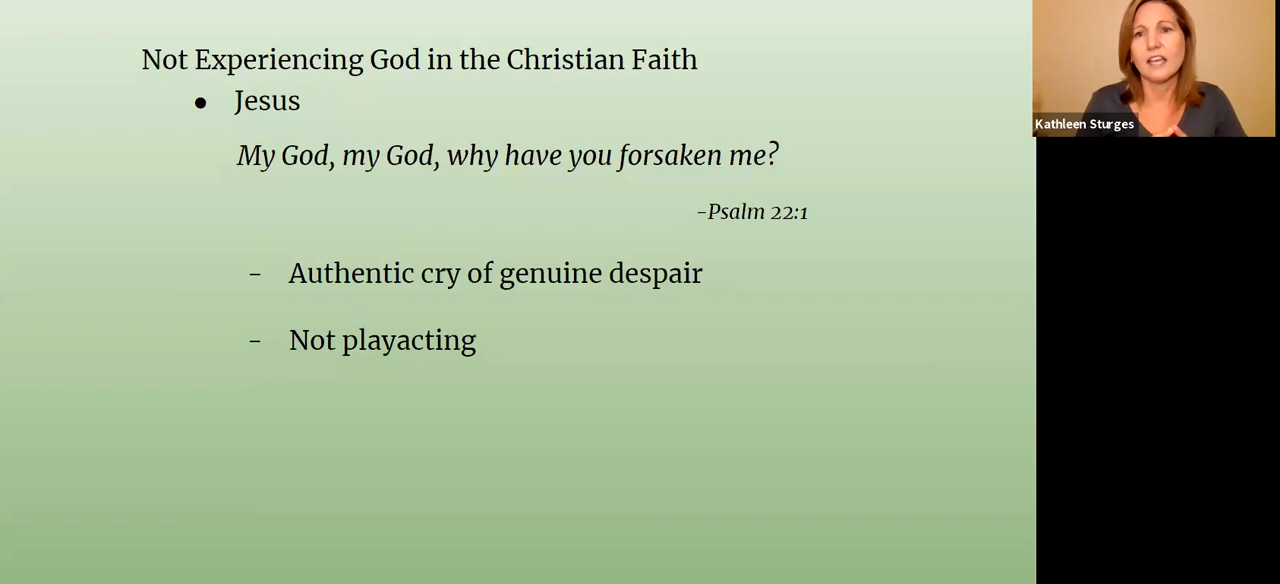 Not Experiencing God in the Christian Faith
● Jesus
My God, my God, why have you forsaken me?
-Psalm 22:1
- Authentic cry of genuine despair
- Not playacting
Kathleen Sturges